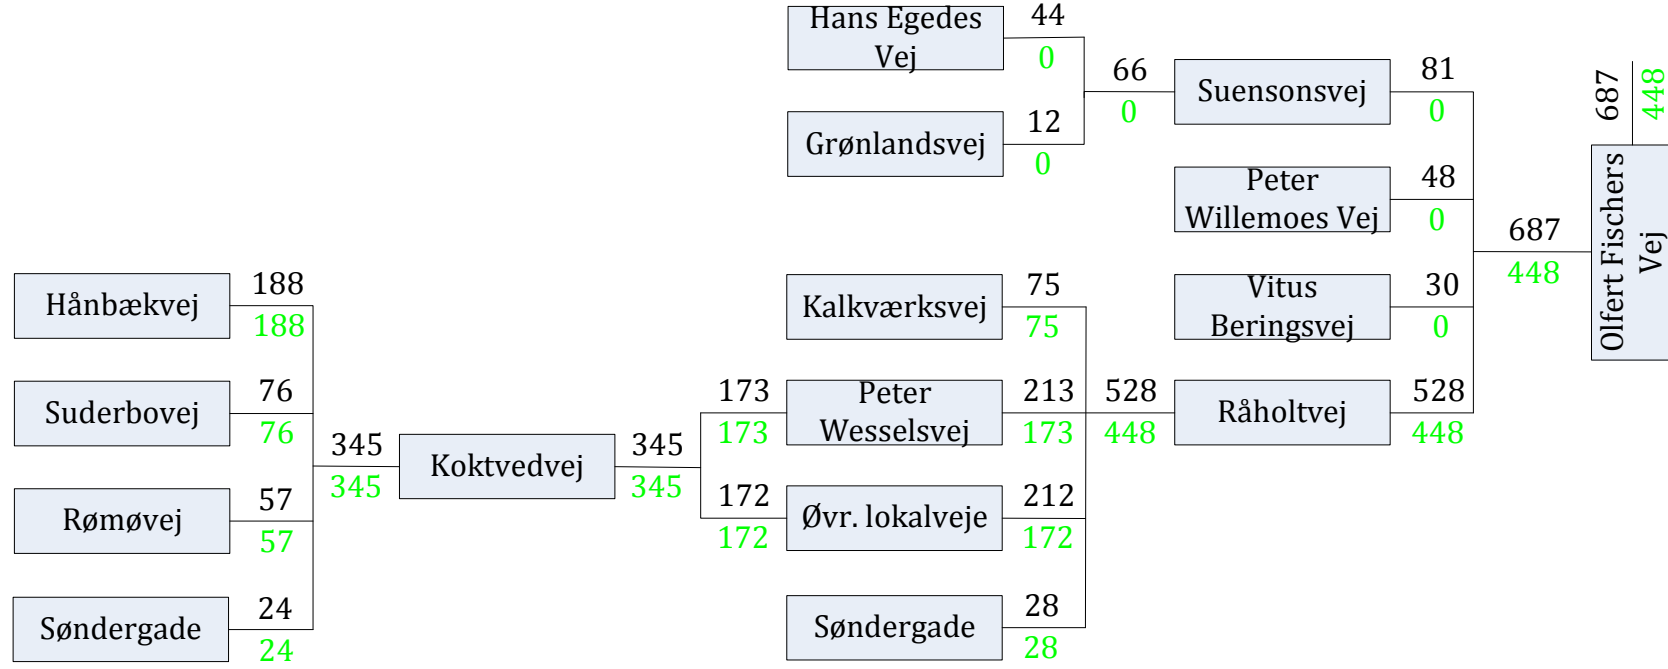 Hans Egedes
Vej
44
0
Grønlandsvej
12
0
66
0
Suensonsvej
81
0
Peter
Willemoes Vej
48
0
Vitus
Beringsvej
30
0
687
448
Olfert Fischers
Vej
687
448
Hånbækvej
188
188
Suderbovej
76
76
Rømøvej
57
57
Søndergade
24
24
345
345
Koktvedvej
345
345
173
173
172
172
Kalkværksvej
75
75
Peter
Wesselsvej
213
173
Øvr. lokalveje
212
172
Søndergade
28
28
528
448
Råholtvej
528
448